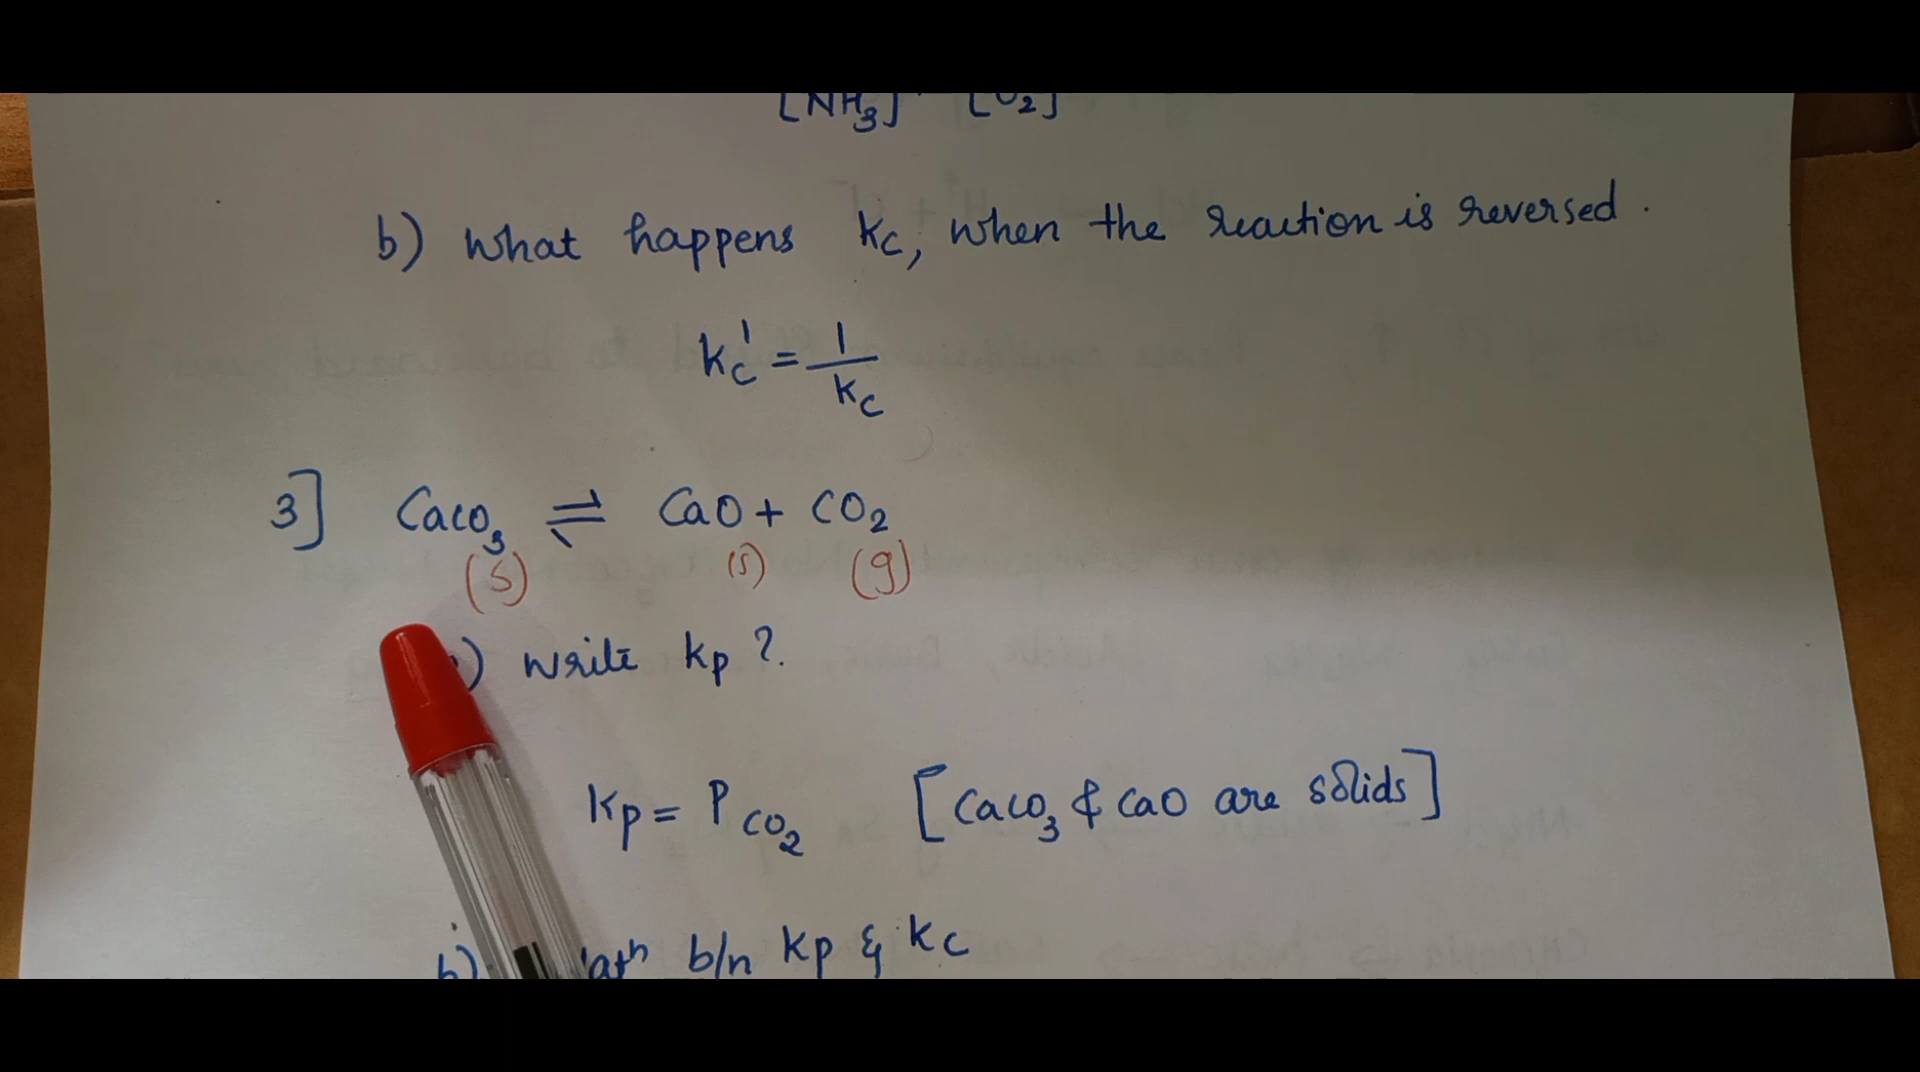 [NH3] [O2]
b) What happens Kc, when the reaction is reversed.
Kc' = 1/Kc
3] CaCO3 ⇌ CaO + CO2
(s) (s) (g)
) write Kp ?.
Kp = PCO2 [CaCO3 & CaO are solids]
b) b/n Kp & Kc